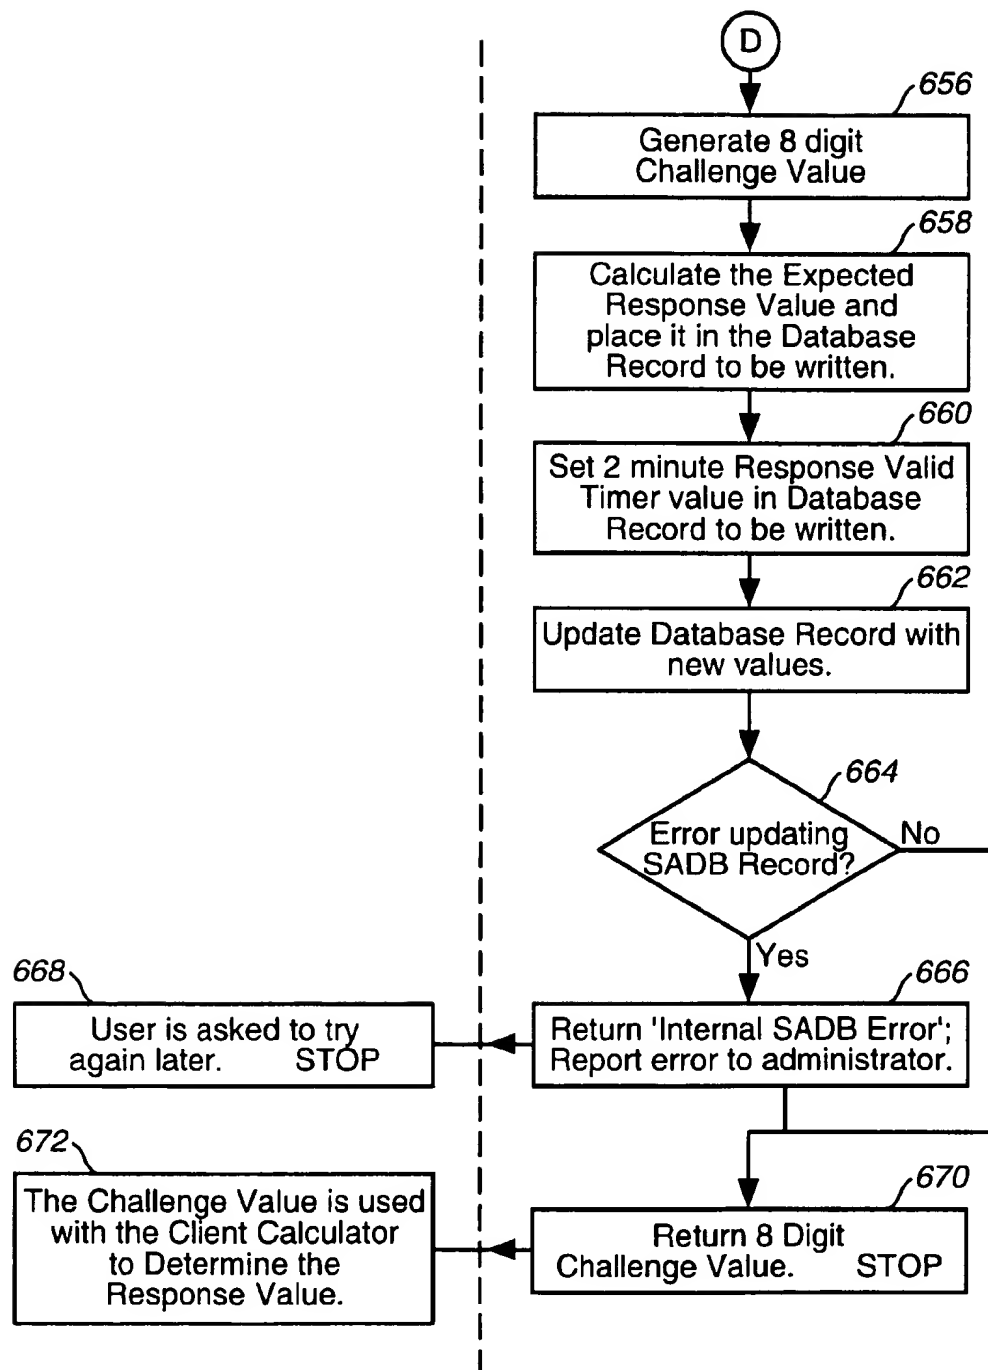 D
656
Generate 8 digit
Challenge Value
658
Calculate the Expected
Response Value and
place it in the Database
Record to be written.
660
Set 2 minute Response Valid
Timer value in Database
Record to be written.
662
Update Database Record with
new values.
664
Error updating
SADB Record?
No
Yes
666
Return 'Internal SADB Error';
Report error to administrator.
668
User is asked to try
again later. STOP
670
Return 8 Digit
Challenge Value. STOP
672
The Challenge Value is used
with the Client Calculator
to Determine the
Response Value.